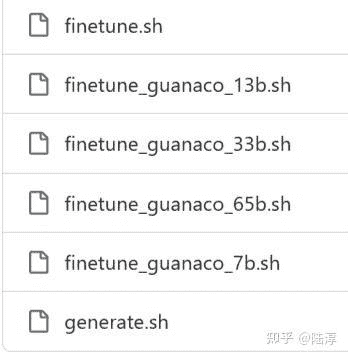 finetune.sh
finetune_guanaco_13b.sh
finetune_guanaco_33b.sh
finetune_guanaco_65b.sh
finetune_guanaco_7b.sh
generate.sh
知乎 @陆淳